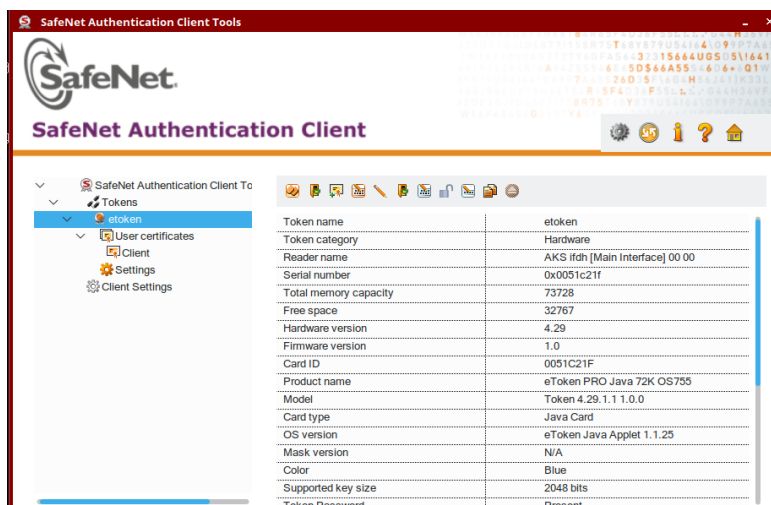 SafeNet Authentication Client Tools
SafeNet.
SafeNet Authentication Client
SafeNet Authentication Client To
Tokens
etoken
User certificates
Client
Settings
Client Settings
Token name etoken
Token category Hardware
Reader name AKS ifdh [Main Interface] 00 00
Serial number 0x0051c21f
Total memory capacity 73728
Free space 32767
Hardware version 4.29
Firmware version 1.0
Card ID 0051C21F
Product name eToken PRO Java 72K OS755
Model Token 4.29.1.1 1.0.0
Card type Java Card
OS version eToken Java Applet 1.1.25
Mask version N/A
Color Blue
Supported key size 2048 bits
Token Password Present